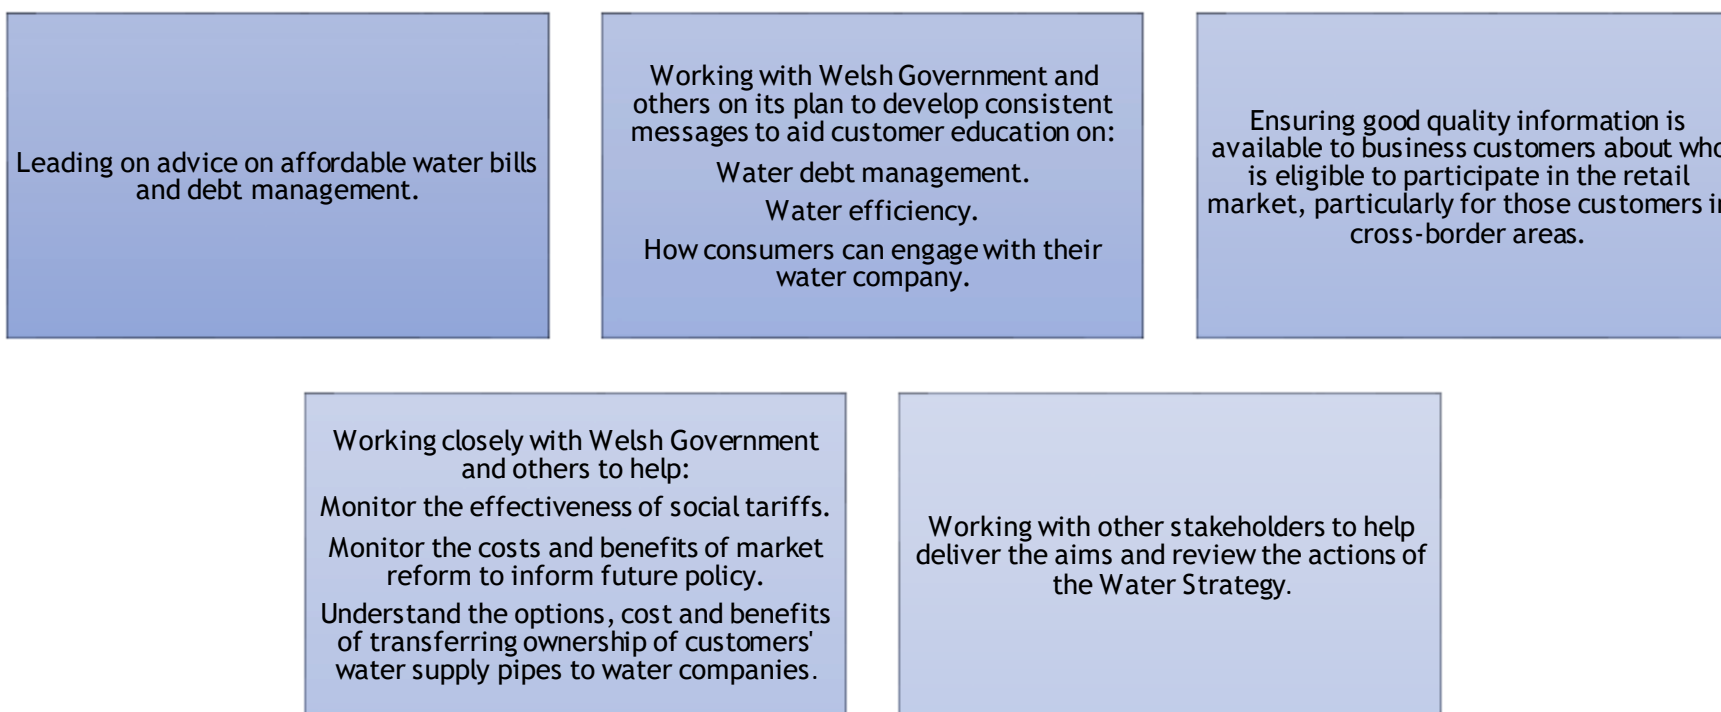 Leading on advice on affordable water bills
and debt management.
Working with Welsh Government and
others on its plan to develop consistent
messages to aid customer education on:
Water debt management.
Water efficiency.
How consumers can engage with their
water company.
Ensuring good quality information is
available to business customers about who
is eligible to participate in the retail
market, particularly for those customers in
cross-border areas.
Working closely with Welsh Government
and others to help:
Monitor the effectiveness of social tariffs.
Monitor the costs and benefits of market
reform to inform future policy.
Understand the options, cost and benefits
of transferring ownership of customers'
water supply pipes to water companies.
Working with other stakeholders to help
deliver the aims and review the actions of
the Water Strategy.